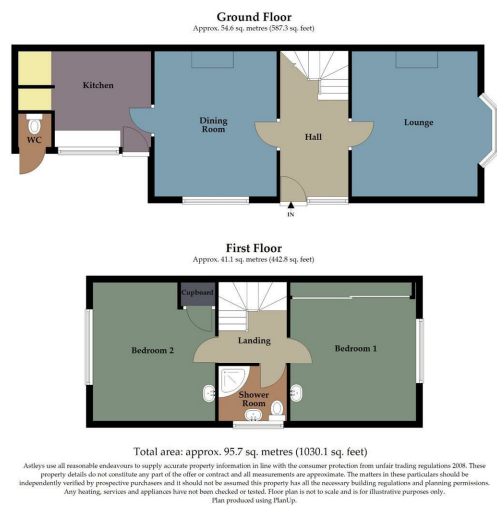 Ground Floor
Approx. 54.6 sq. metres (587.3 sq. feet)
Kitchen
WC
Dining
Room
Hall
Lounge
IN
First Floor
Approx. 41.1 sq. metres (442.8 sq. feet)
Cupboard
Bedroom 2
Landing
Bedroom 1
Shower
Room
Total area: approx. 95.7 sq. metres (1030.1 sq. feet)
Astleys use all reasonable endeavours to supply accurate property information in line with the consumer protection from unfair trading regulations 2008. These
property details do not constitute any part of the offer or contract and all measurements are approximate. The matters in these particulars should be
independently verified by prospective purchasers and it should not be assumed this property has all the necessary building regulations and planning permissions.
Any heating, services and appliances have not been checked or tested. Floor plan is not to scale and is for illustrative purposes only.
Plan produced using PlanUp.